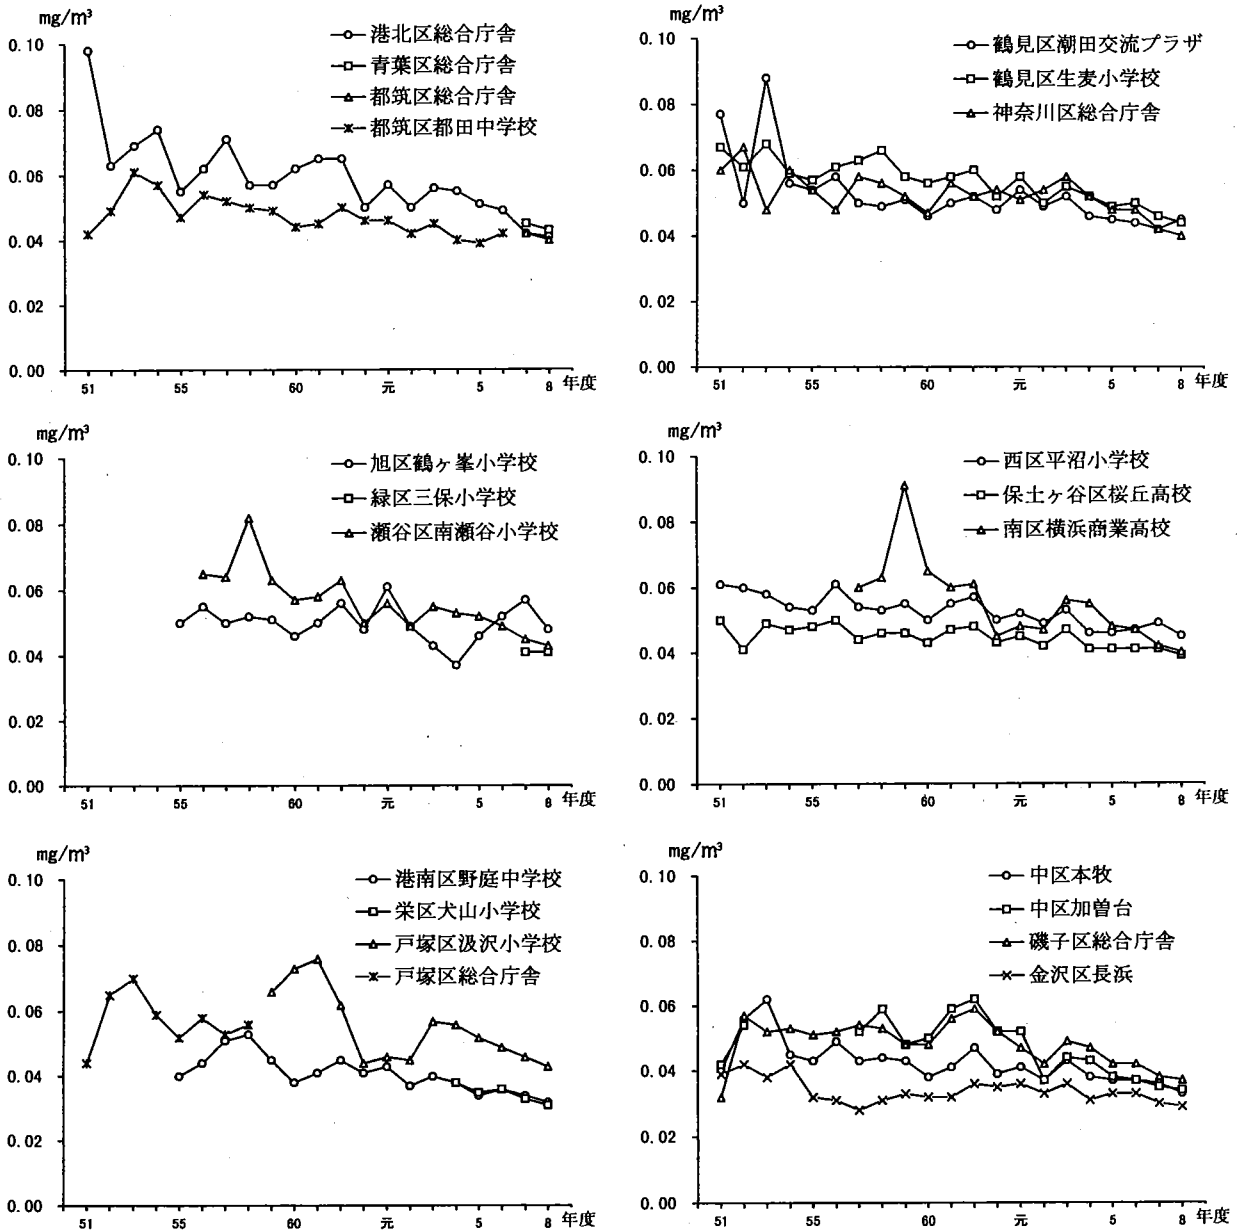 mg/m³
港北区総合庁舎
青葉区総合庁舎
都筑区総合庁舎
都筑区都田中学校
0.10
0.08
0.06
0.04
0.02
0.00
51 55 60 元 5 8 年度
mg/m³
鶴見区潮田交流プラザ
鶴見区生麦小学校
神奈川区総合庁舎
0.10
0.08
0.06
0.04
0.02
0.00
51 55 60 元 5 8 年度
mg/m³
旭区鶴ヶ峯小学校
緑区三保小学校
瀬谷区南瀬谷小学校
0.10
0.08
0.06
0.04
0.02
0.00
51 55 60 元 5 8 年度
mg/m³
西区平沼小学校
保土ヶ谷区桜丘高校
南区横浜商業高校
0.10
0.08
0.06
0.04
0.02
0.00
51 55 60 元 5 8 年度
mg/m³
港南区野庭中学校
栄区犬山小学校
戸塚区汲沢小学校
戸塚区総合庁舎
0.10
0.08
0.06
0.04
0.02
0.00
51 55 60 元 5 8 年度
mg/m³
中区本牧
中区加曽台
磯子区総合庁舎
金沢区長浜
0.10
0.08
0.06
0.04
0.02
0.00
51 55 60 元 5 8 年度